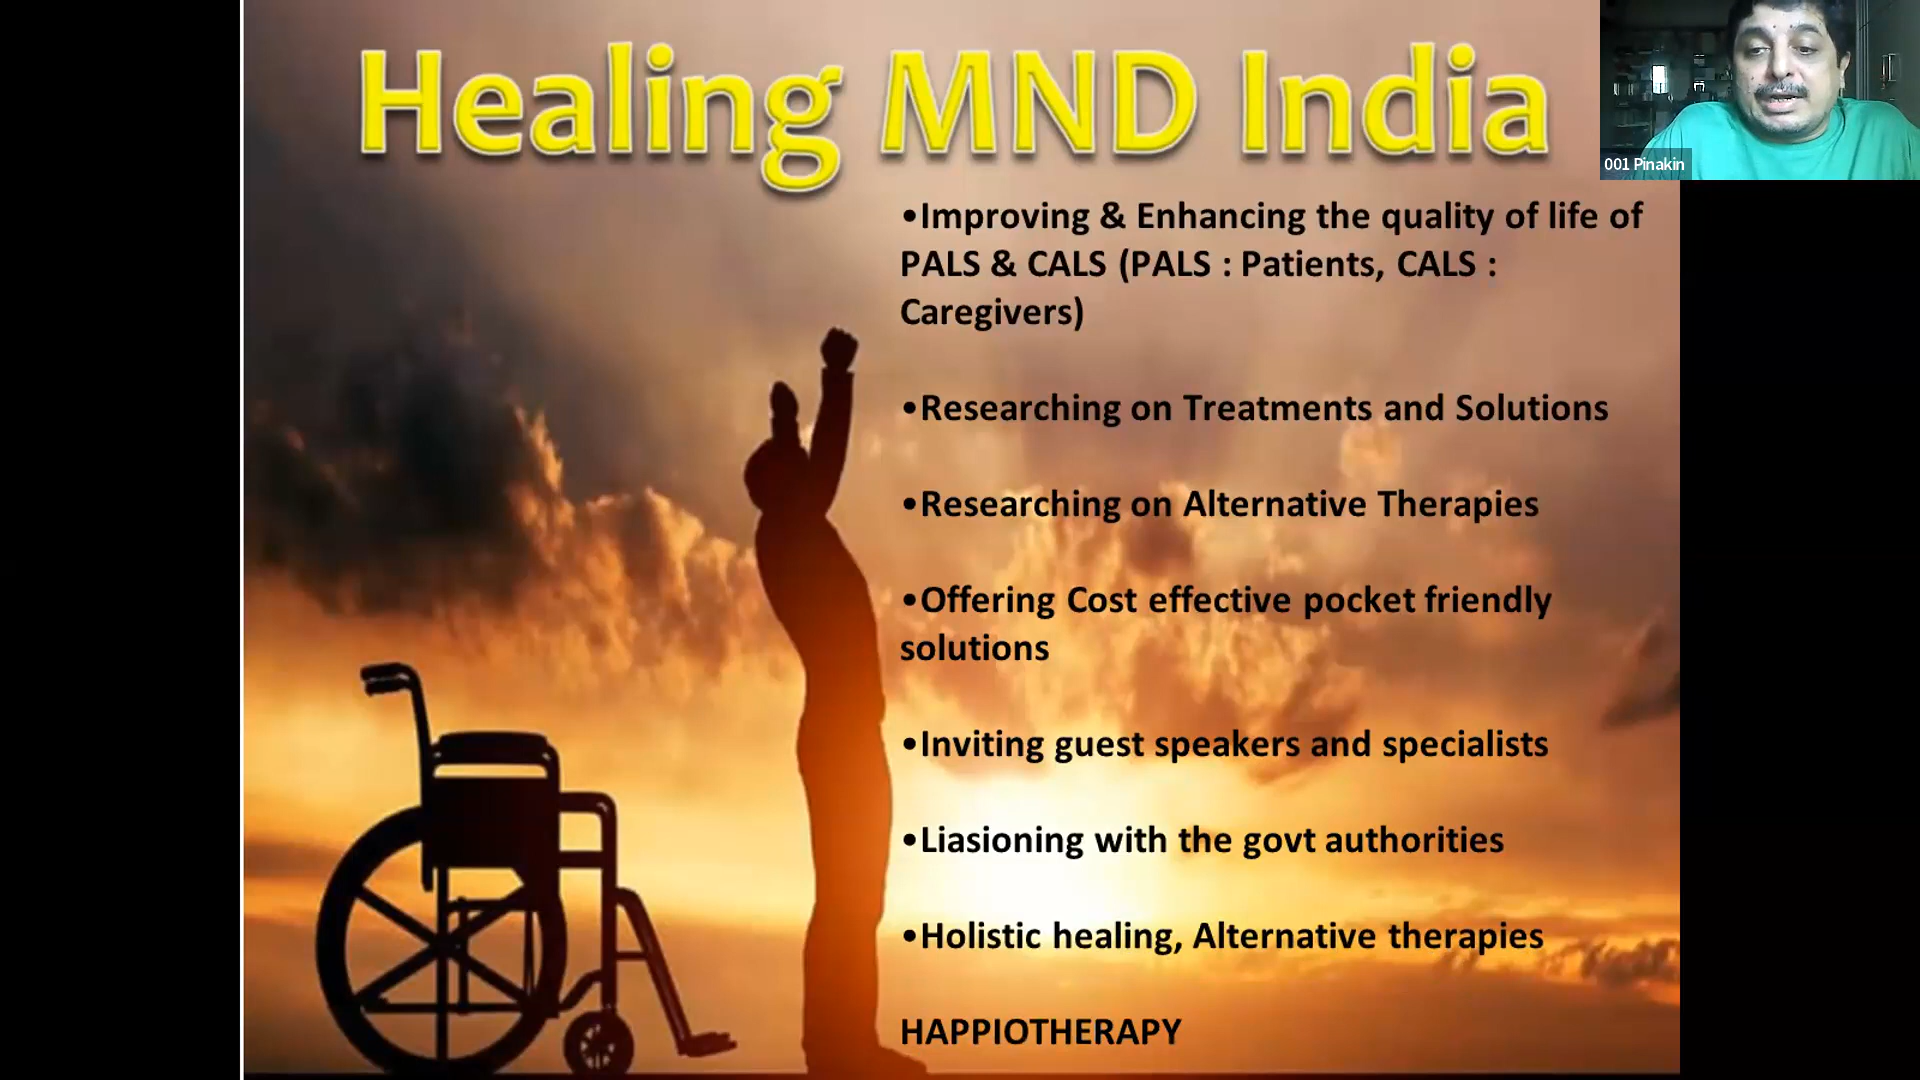 Healing MND India
001 Pinakin
•Improving & Enhancing the quality of life of
PALS & CALS (PALS : Patients, CALS :
Caregivers)
•Researching on Treatments and Solutions
•Researching on Alternative Therapies
•Offering Cost effective pocket friendly
solutions
•Inviting guest speakers and specialists
•Liasioning with the govt authorities
•Holistic healing, Alternative therapies
HAPPIOTHERAPY